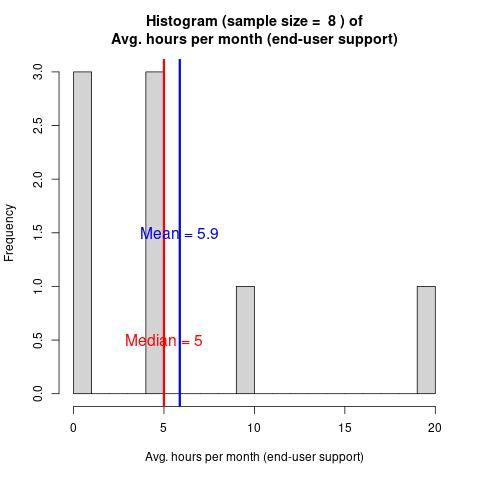 Histogram (sample size =  8 ) of
Avg. hours per month (end-user support)
3.0
2.5
2.0
1.5
1.0
0.5
0.0
Frequency
Mean = 5.9
Median = 5
0
5
10
15
20
Avg. hours per month (end-user support)